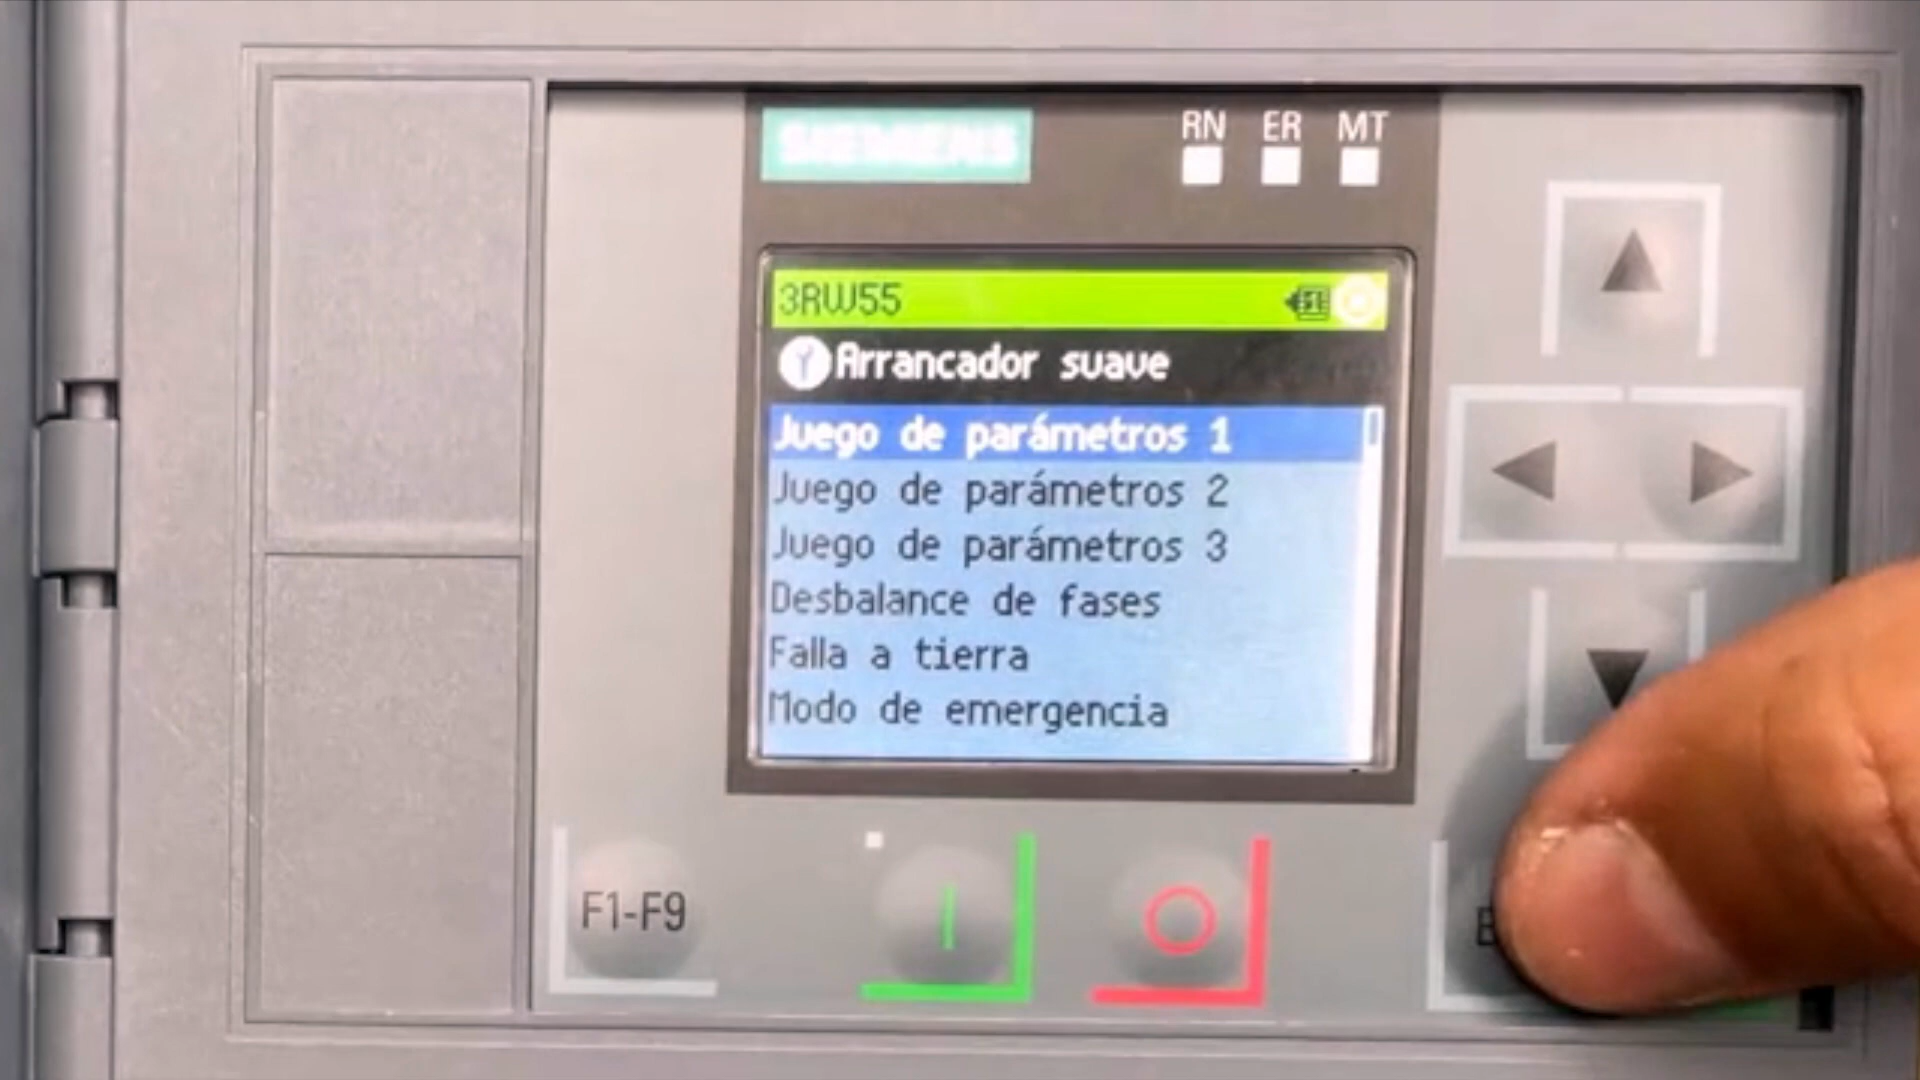 SIEMENS
RN ER MT
3RW55
Arrancador suave
Juego de parámetros 1
Juego de parámetros 2
Juego de parámetros 3
Desbalance de fases
Falla a tierra
Modo de emergencia
F1-F9